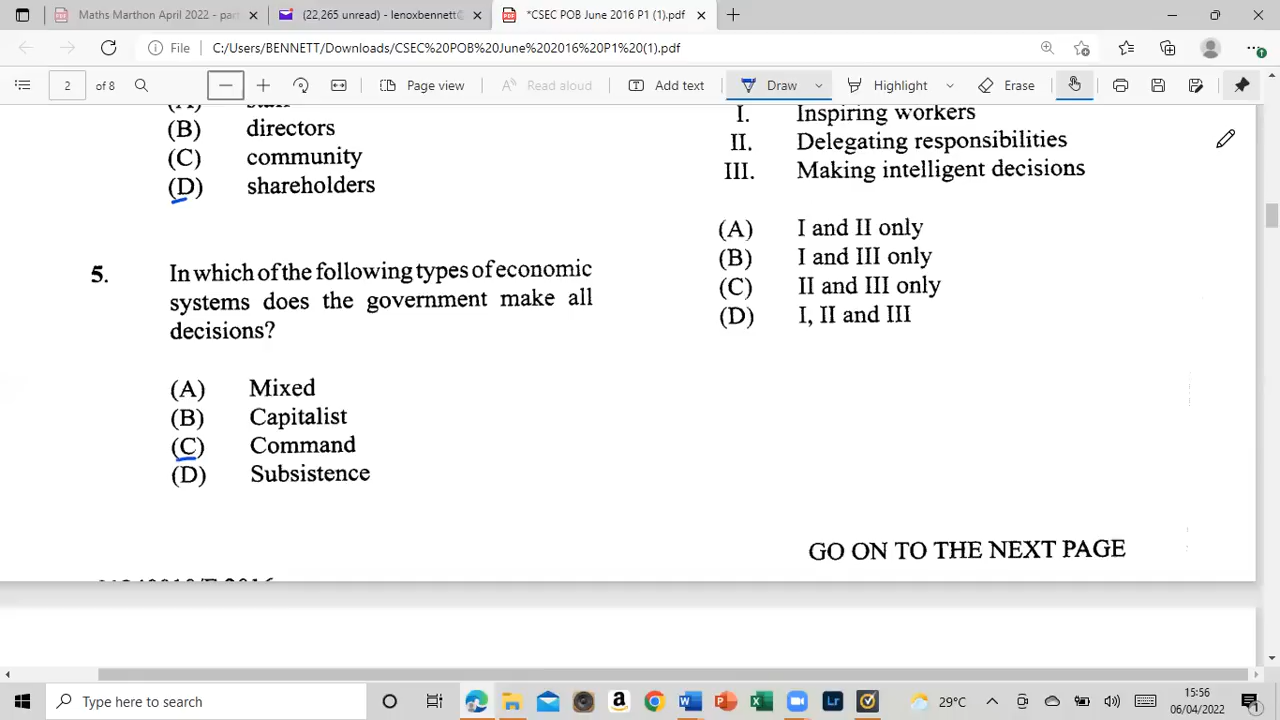 Maths Marthon April 2022 - pa
(22,265 unread) - lenoxbennett@
*CSEC POB June 2016 P1 (1).pdf
File
C:/Users/BENNETT/Downloads/CSEC%20POB%20June%202016%20P1%20(1).pdf
2 of 8
Page view
Read aloud
Add text
Draw
Highlight
Erase
(A) staff
(B) directors
(C) community
(D) shareholders
5. In which of the following types of economic
systems does the government make all
decisions?
(A) Mixed
(B) Capitalist
(C) Command
(D) Subsistence
I. Inspiring workers
II. Delegating responsibilities
III. Making intelligent decisions
(A) I and II only
(B) I and III only
(C) II and III only
(D) I, II and III
GO ON TO THE NEXT PAGE
Type here to search
29°C
15:56
06/04/2022